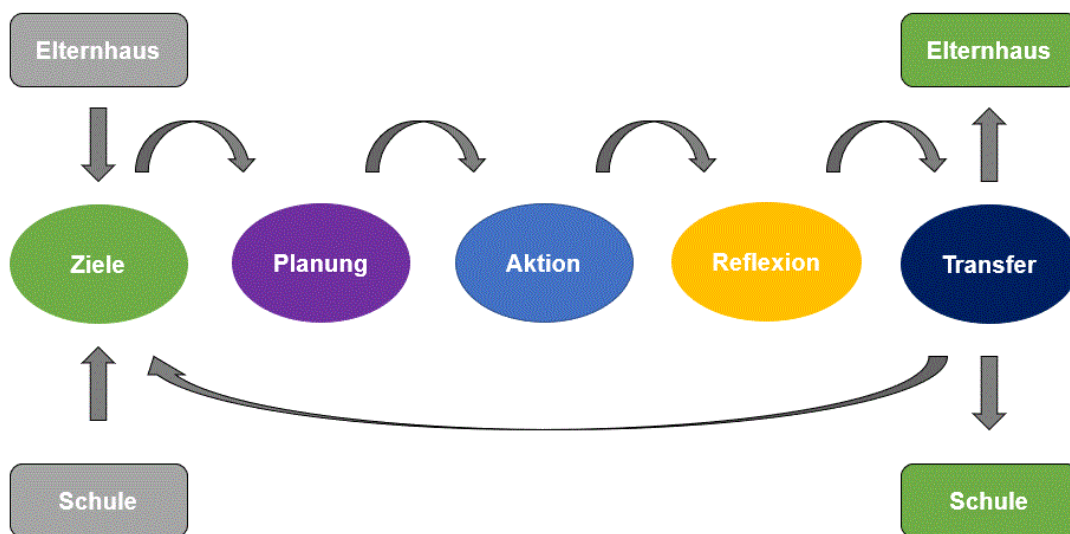 Elternhaus
Elternhaus
Ziele
Planung
Aktion
Reflexion
Transfer
Schule
Schule